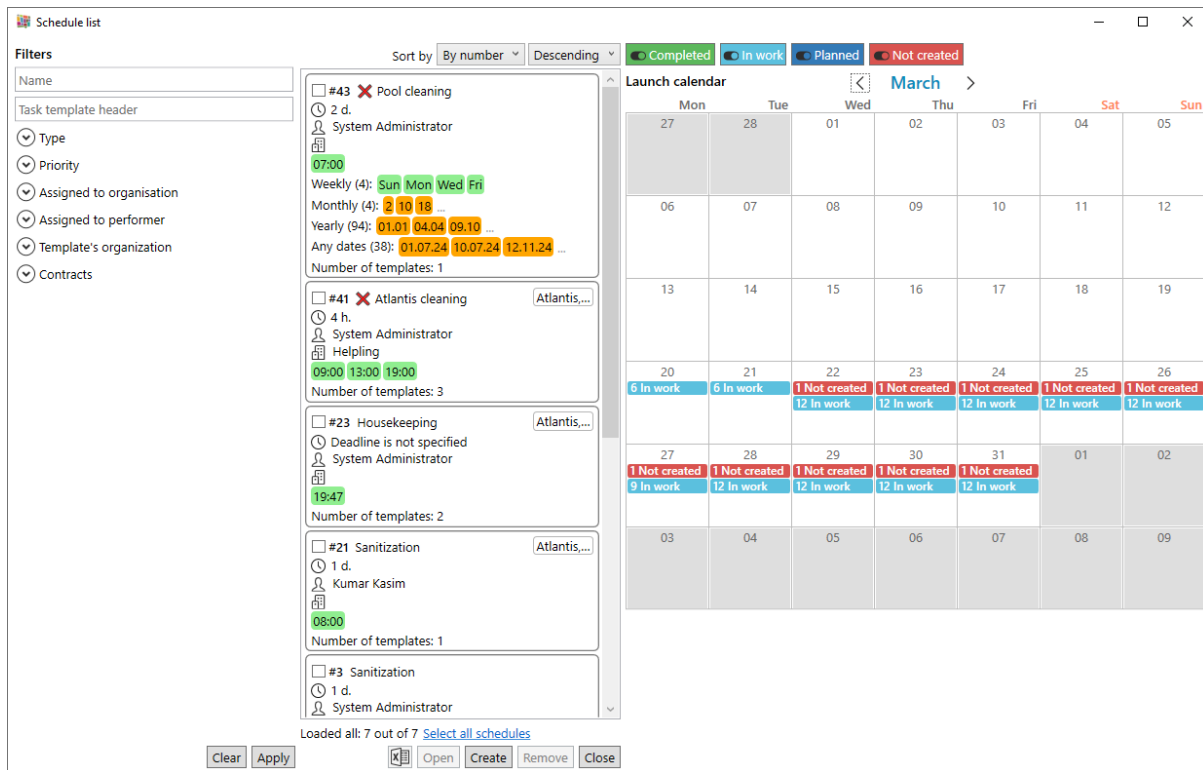 Schedule list
Filters
Name
Task template header
Type
Priority
Assigned to organisation
Assigned to performer
Template's organization
Contracts
Clear Apply
Sort by By number Descending
#43 Pool cleaning
2 d.
System Administrator
07:00
Weekly (4): Sun Mon Wed Fri
Monthly (4): 2 10 18 ...
Yearly (94): 01.01 04.04 09.10 ...
Any dates (38): 01.07.24 10.07.24 12.11.24 ...
Number of templates: 1
#41 Atlantis cleaning Atlantis,...
4 h.
System Administrator
Helpling
09:00 13:00 19:00
Number of templates: 3
#23 Housekeeping Atlantis,...
Deadline is not specified
System Administrator
19:47
Number of templates: 2
#21 Sanitization Atlantis,...
1 d.
Kumar Kasim
08:00
Number of templates: 1
#3 Sanitization
1 d.
System Administrator
Loaded all: 7 out of 7 Select all schedules
Open Create Remove Close
Completed In work Planned Not created
Launch calendar March
Mon Tue Wed Thu Fri Sat Sun
27 28 01 02 03 04 05
06 07 08 09 10 11 12
13 14 15 16 17 18 19
20 21 22 23 24 25 26
6 In work 6 In work 1 Not created 1 Not created 1 Not created 1 Not created 1 Not created
12 In work 12 In work 12 In work 12 In work 12 In work
27 28 29 30 31 01 02
1 Not created 1 Not created 1 Not created 1 Not created 1 Not created
9 In work 12 In work 12 In work 12 In work 12 In work
03 04 05 06 07 08 09